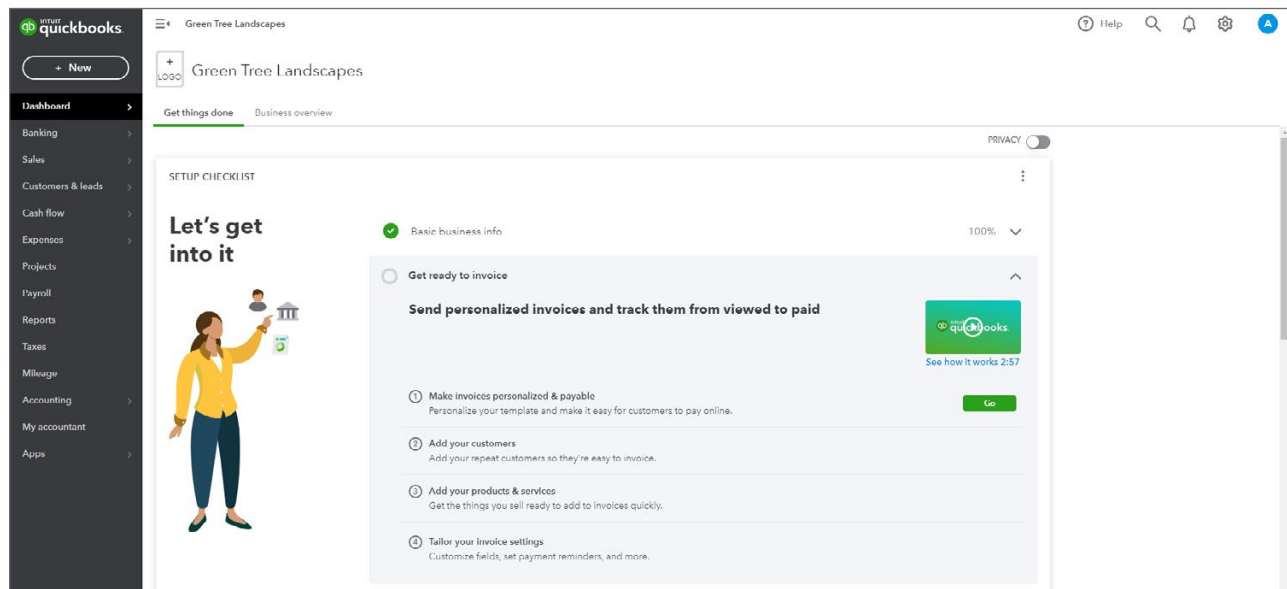 intuit
quickbooks.
+ New
Dashboard
Banking
Sales
Customers & leads
Cash flow
Expenses
Projects
Payroll
Reports
Taxes
Mileage
Accounting
My accountant
Apps
Green Tree Landscapes
Help
A
+
LOGO
Green Tree Landscapes
Get things done
Business overview
PRIVACY
SETUP CHECKLIST
Let's get
into it
Basic business info
100%
Get ready to invoice
Send personalized invoices and track them from viewed to paid
intuit
quickbooks.
See how it works 2:57
1 Make invoices personalized & payable
Personalize your template and make it easy for customers to pay online.
Go
2 Add your customers
Add your repeat customers so they're easy to invoice.
3 Add your products & services
Get the things you sell ready to add to invoices quickly.
4 Tailor your invoice settings
Customize fields, set payment reminders, and more.